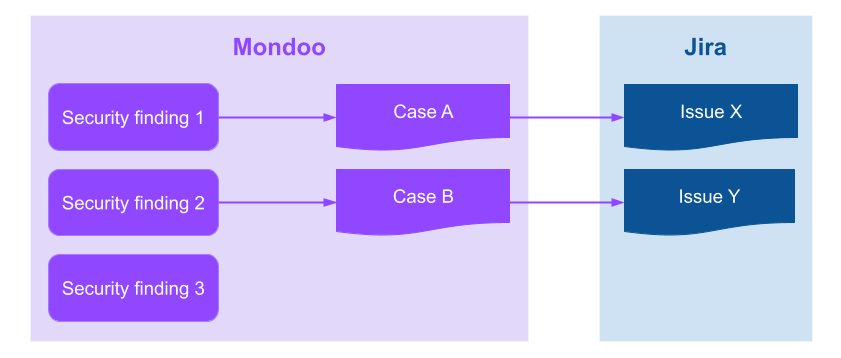 Mondoo
Jira
Security finding 1
Case A
Issue X
Security finding 2
Case B
Issue Y
Security finding 3